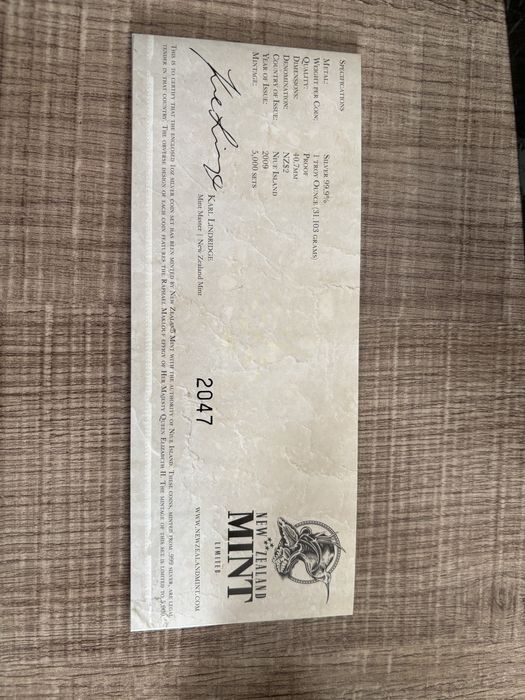 SPECIFICATIONS
METAL: SILVER 99.9%
WEIGHT PER COIN: 1 TROY OUNCE (31.103 GRAMS)
QUALITY: PROOF
DIMENSIONS: 40.7MM
DENOMINATION: NZ$2
COUNTRY OF ISSUE: NIUE ISLAND
YEAR OF ISSUE: 2009
MINTAGE: 5,000 SETS
KARL LINDRIDGE
Mint Master | New Zealand Mint
2047
NEW ZEALAND
MINT
LIMITED
WWW.NEWZEALANDMINT.COM
THIS IS TO CERTIFY THAT THE ENCLOSED 1OZ SILVER COIN SET HAS BEEN MINTED BY NEW ZEALAND MINT WITH THE AUTHORITY OF NIUE ISLAND. THESE COINS, MINTED FROM .999 SILVER, ARE LEGAL
TENDER IN THAT COUNTRY. THE OBVERSE DESIGN OF EACH COIN FEATURES THE RAPHAEL MAKLOUF EFFIGY OF HER MAJESTY QUEEN ELIZABETH II. THE MINTAGE OF THIS SET IS LIMITED TO 5,000.